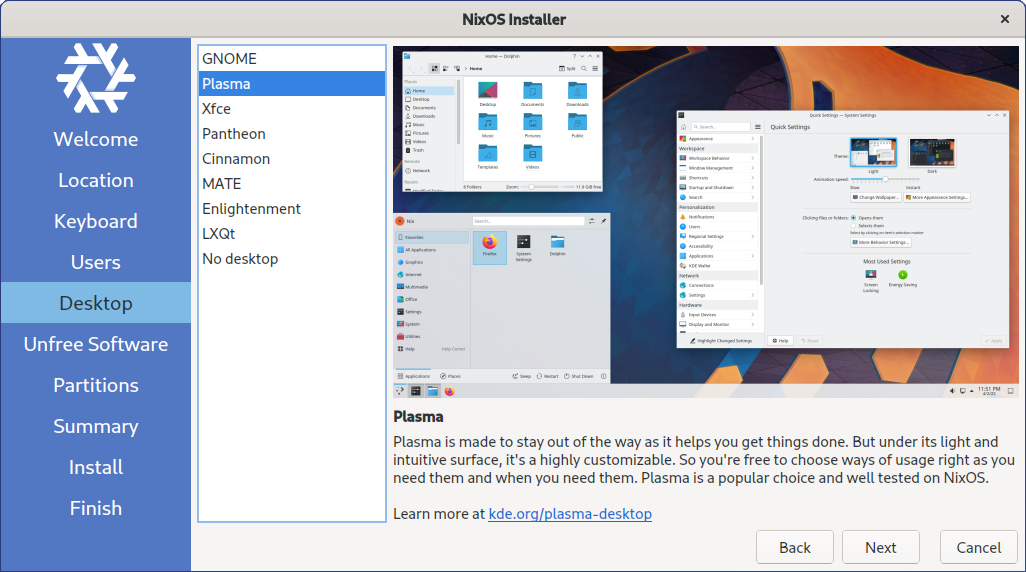 NixOS Installer
Welcome
Location
Keyboard
Users
Desktop
Unfree Software
Partitions
Summary
Install
Finish
GNOME
Plasma
Xfce
Pantheon
Cinnamon
MATE
Enlightenment
LXQt
No desktop
Home — Dolphin
Home
Split
Places
Home
Desktop
Documents
Downloads
Music
Pictures
Videos
Trash
Remote
Network
Recent
Desktop
Documents
Downloads
Music
Pictures
Public
Templates
Videos
8 Folders
Zoom:
11.9 GiB free
Nix
Search...
Favorites
All Applications
Graphics
Internet
Multimedia
Office
Settings
System
Utilities
Help
Help Center
Firefox
System
Settings
Dolphin
Applications
Places
Sleep
Restart
Shut Down
Quick Settings — System Settings
Search...
Quick Settings
Appearance
Workspace
Workspace Behavior
Window Management
Shortcuts
Startup and Shutdown
Search
Personalization
Notifications
Users
Regional Settings
Accessibility
Applications
KDE Wallet
Network
Connections
Settings
Hardware
Input Devices
Display and Monitor
Highlight Changed Settings
Theme:
Light
Dark
Animation speed:
Slow
Instant
Change Wallpaper...
More Appearance Settings...
Clicking files or folders:
Opens them
Selects them
Select by clicking on item's selection marker
More Behavior Settings...
Most Used Settings
Screen
Locking
Energy Saving
Help
Reset
Apply
11:51 PM
Plasma
Plasma is made to stay out of the way as it helps you get things done. But under its light and
intuitive surface, it's a highly customizable. So you're free to choose ways of usage right as you
need them and when you need them. Plasma is a popular choice and well tested on NixOS.
Learn more at kde.org/plasma-desktop
Back
Next
Cancel